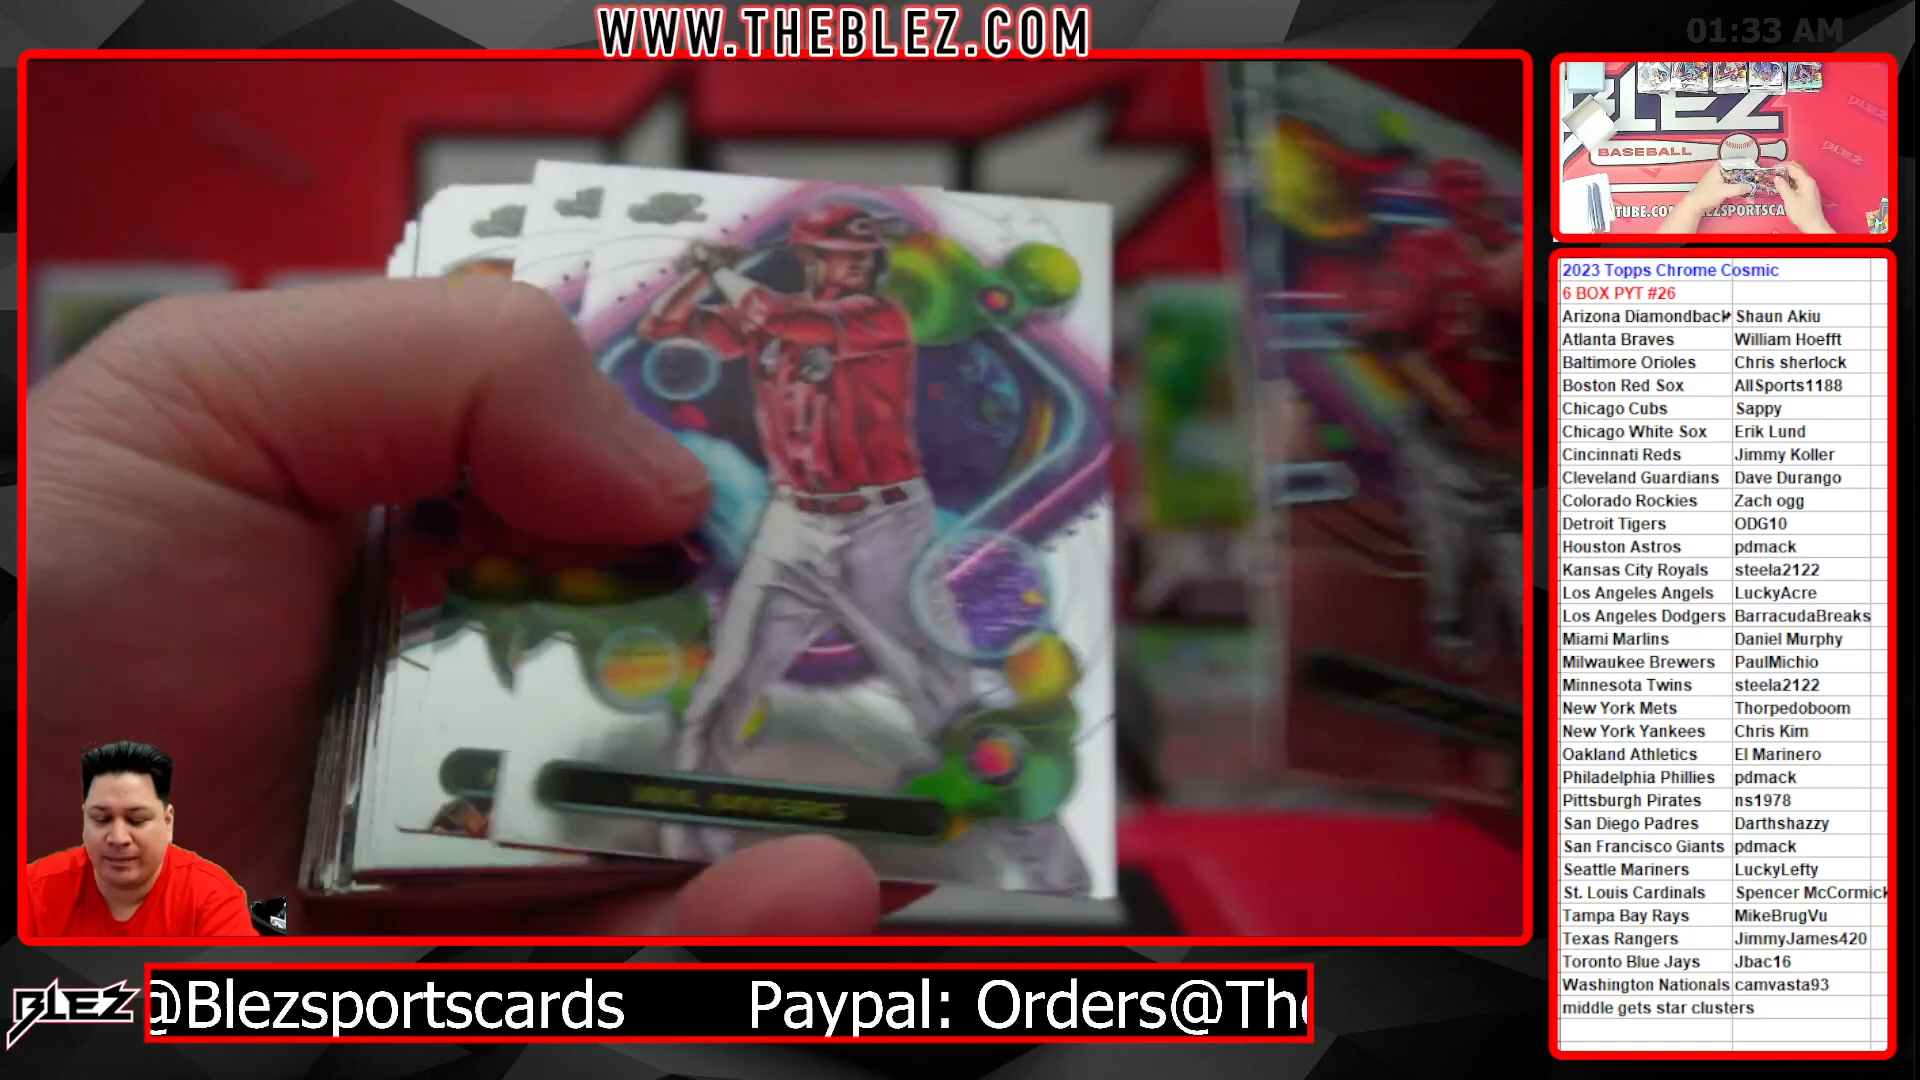 WWW.THEBLEZ.COM
01:33 AM
BLEZ
BASEBALL
2023 Topps Chrome Cosmic
6 BOX PYT #26
Arizona Diamondback Shaun Akiu
Atlanta Braves William Hoefft
Baltimore Orioles Chris sherlock
Boston Red Sox AllSports1188
Chicago Cubs Sappy
Chicago White Sox Erik Lund
Cincinnati Reds Jimmy Koller
Cleveland Guardians Dave Durango
Colorado Rockies Zach ogg
Detroit Tigers ODG10
Houston Astros pdmack
Kansas City Royals steela2122
Los Angeles Angels LuckyAcre
Los Angeles Dodgers BarracudaBreaks
Miami Marlins Daniel Murphy
Milwaukee Brewers PaulMichio
Minnesota Twins steela2122
New York Mets Thorpedoboom
New York Yankees Chris Kim
Oakland Athletics El Marinero
Philadelphia Phillies pdmack
Pittsburgh Pirates ns1978
San Diego Padres Darthshazzy
San Francisco Giants pdmack
Seattle Mariners LuckyLefty
St. Louis Cardinals Spencer McCormick
Tampa Bay Rays MikeBrugVu
Texas Rangers JimmyJames420
Toronto Blue Jays Jbac16
Washington Nationals camvasta93
middle gets star clusters
WIL MYERS
BLEZ
@Blezsportscards Paypal: Orders@The